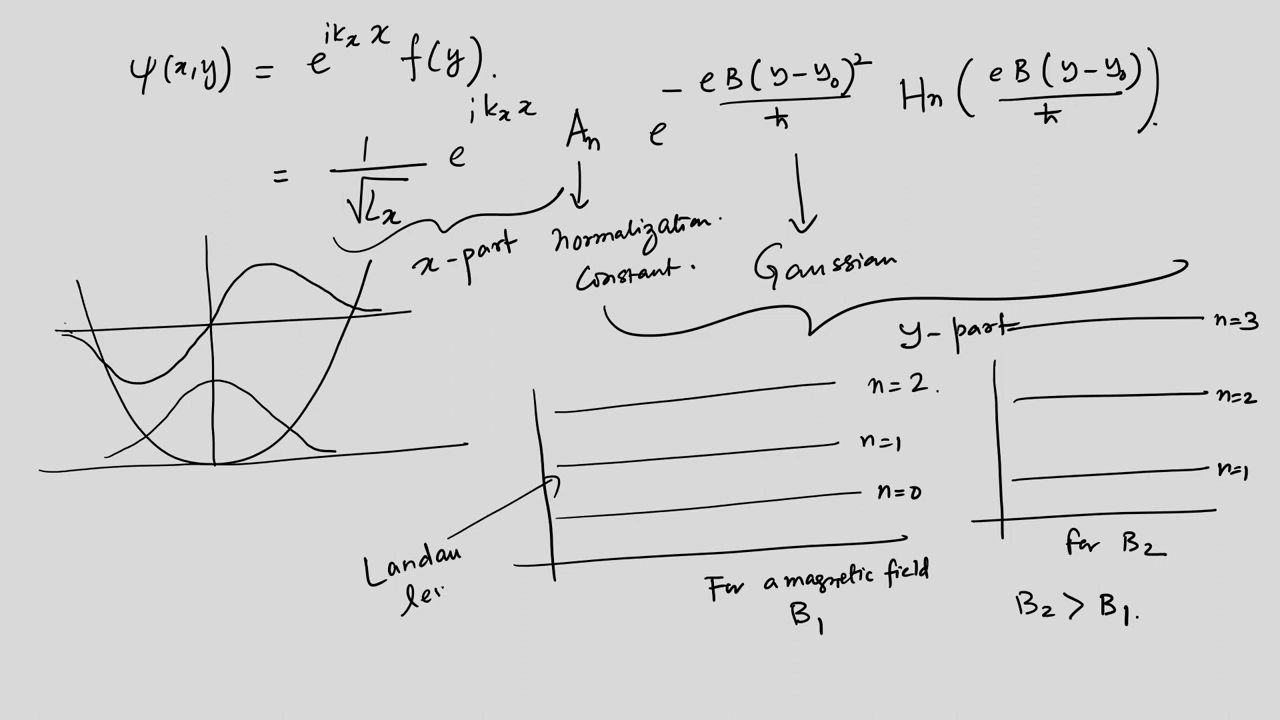 ψ(x,y) = e^{ik_x x} f(y).
= 1/√L_x e^{ik_x x} A_n e^{-eB(y-y_0)^2/ħ} H_n(eB(y-y_0)/ħ).
x-part
Normalization
constant.
Gaussian
y-part
n=3
n=2.
n=2
n=1
n=1
n=0
Landau
lev
For a magnetic field
B_1
for B_2
B_2 > B_1.